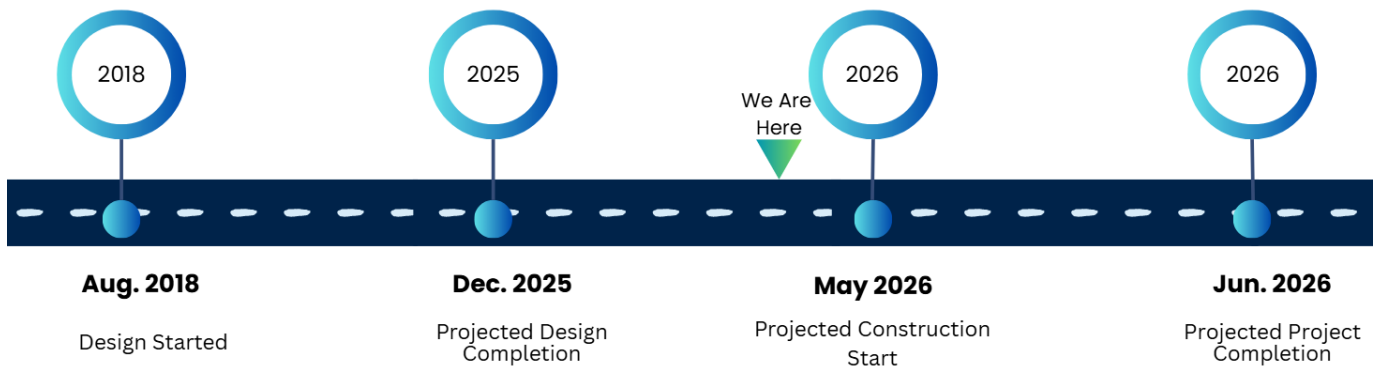 2018
2025
We Are
Here
2026
2026
Aug. 2018
Design Started
Dec. 2025
Projected Design
Completion
May 2026
Projected Construction
Start
Jun. 2026
Projected Project
Completion